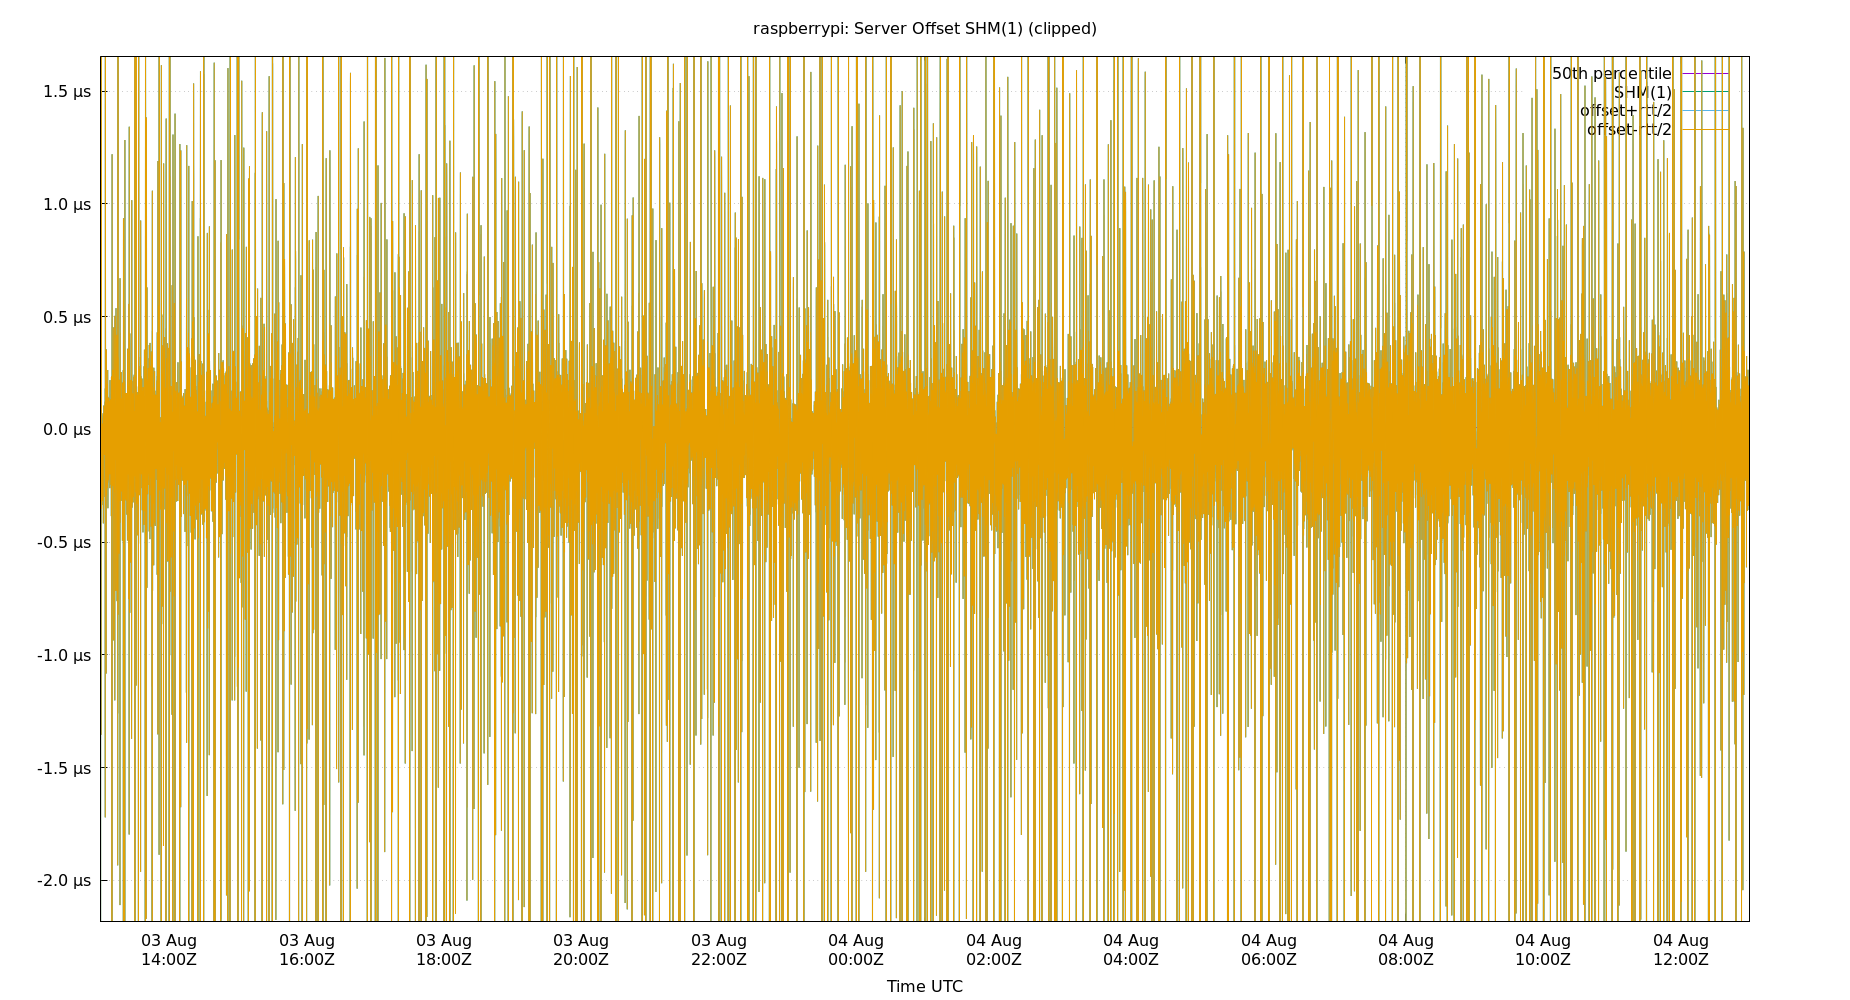 raspberrypi: Server Offset SHM(1) (clipped)
50th percentile
SHM(1)
offset+rtt/2
offset-rtt/2
1.5 µs
1.0 µs
0.5 µs
0.0 µs
-0.5 µs
-1.0 µs
-1.5 µs
-2.0 µs
03 Aug 03 Aug 03 Aug 03 Aug 03 Aug 04 Aug 04 Aug 04 Aug 04 Aug 04 Aug 04 Aug 04 Aug
14:00Z 16:00Z 18:00Z 20:00Z 22:00Z 00:00Z 02:00Z 04:00Z 06:00Z 08:00Z 10:00Z 12:00Z
Time UTC